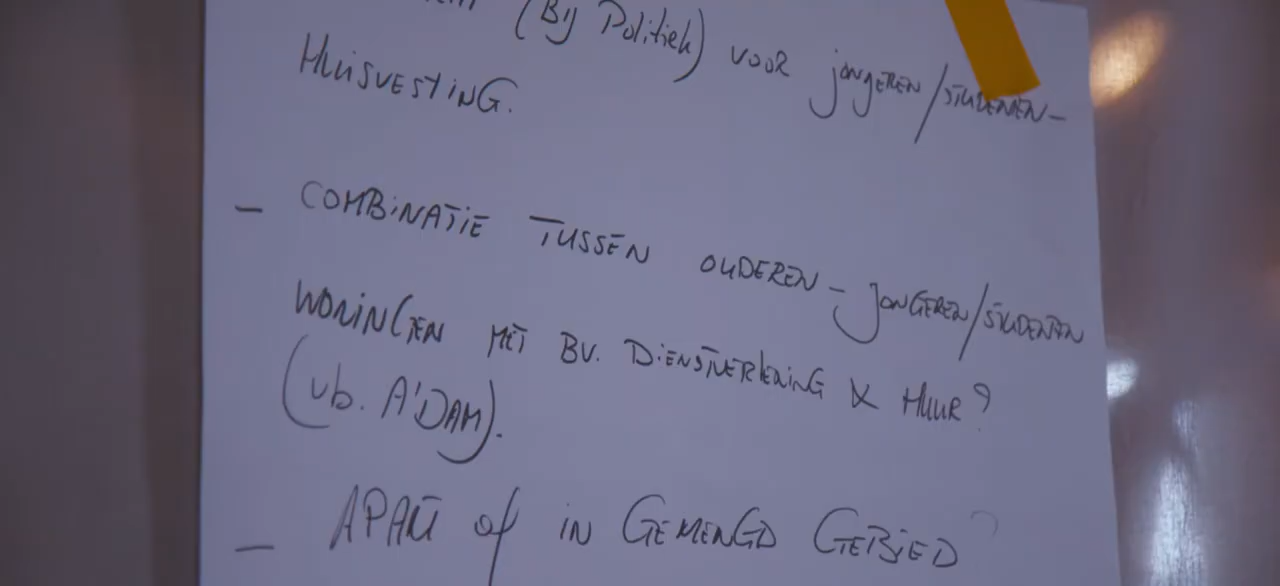 (Bij Politiek) voor jongeren/studenten-
Huisvesting.
- Combinatie tussen ouderen - jongeren/studenten
woningen met bv. dienstverlening & huur?
(vb. A'dam).
- Apart of in gemengd gebied?